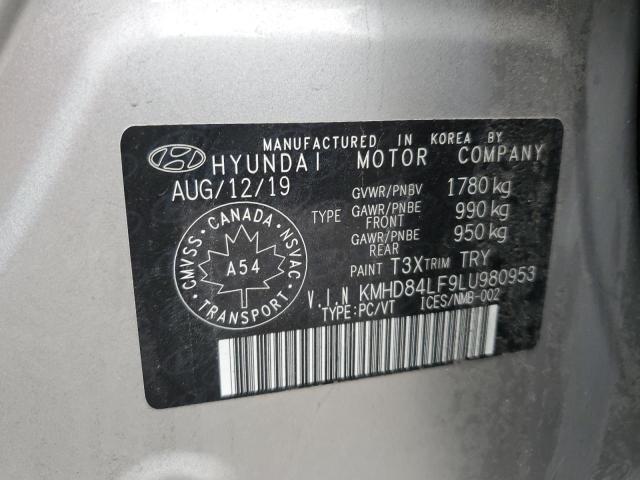 MANUFACTURED IN KOREA BY
HYUNDAI MOTOR COMPANY
AUG/12/19
GVWR/PNBV 1780 kg
TYPE GAWR/PNBE FRONT 990 kg
GAWR/PNBE REAR 950 kg
PAINT T3X TRIM TRY
V.I.N KMHD84LF9LU980953
TYPE:PC/VT ICES/NMB-002
CMVSS · CANADA · NSVAC
A54